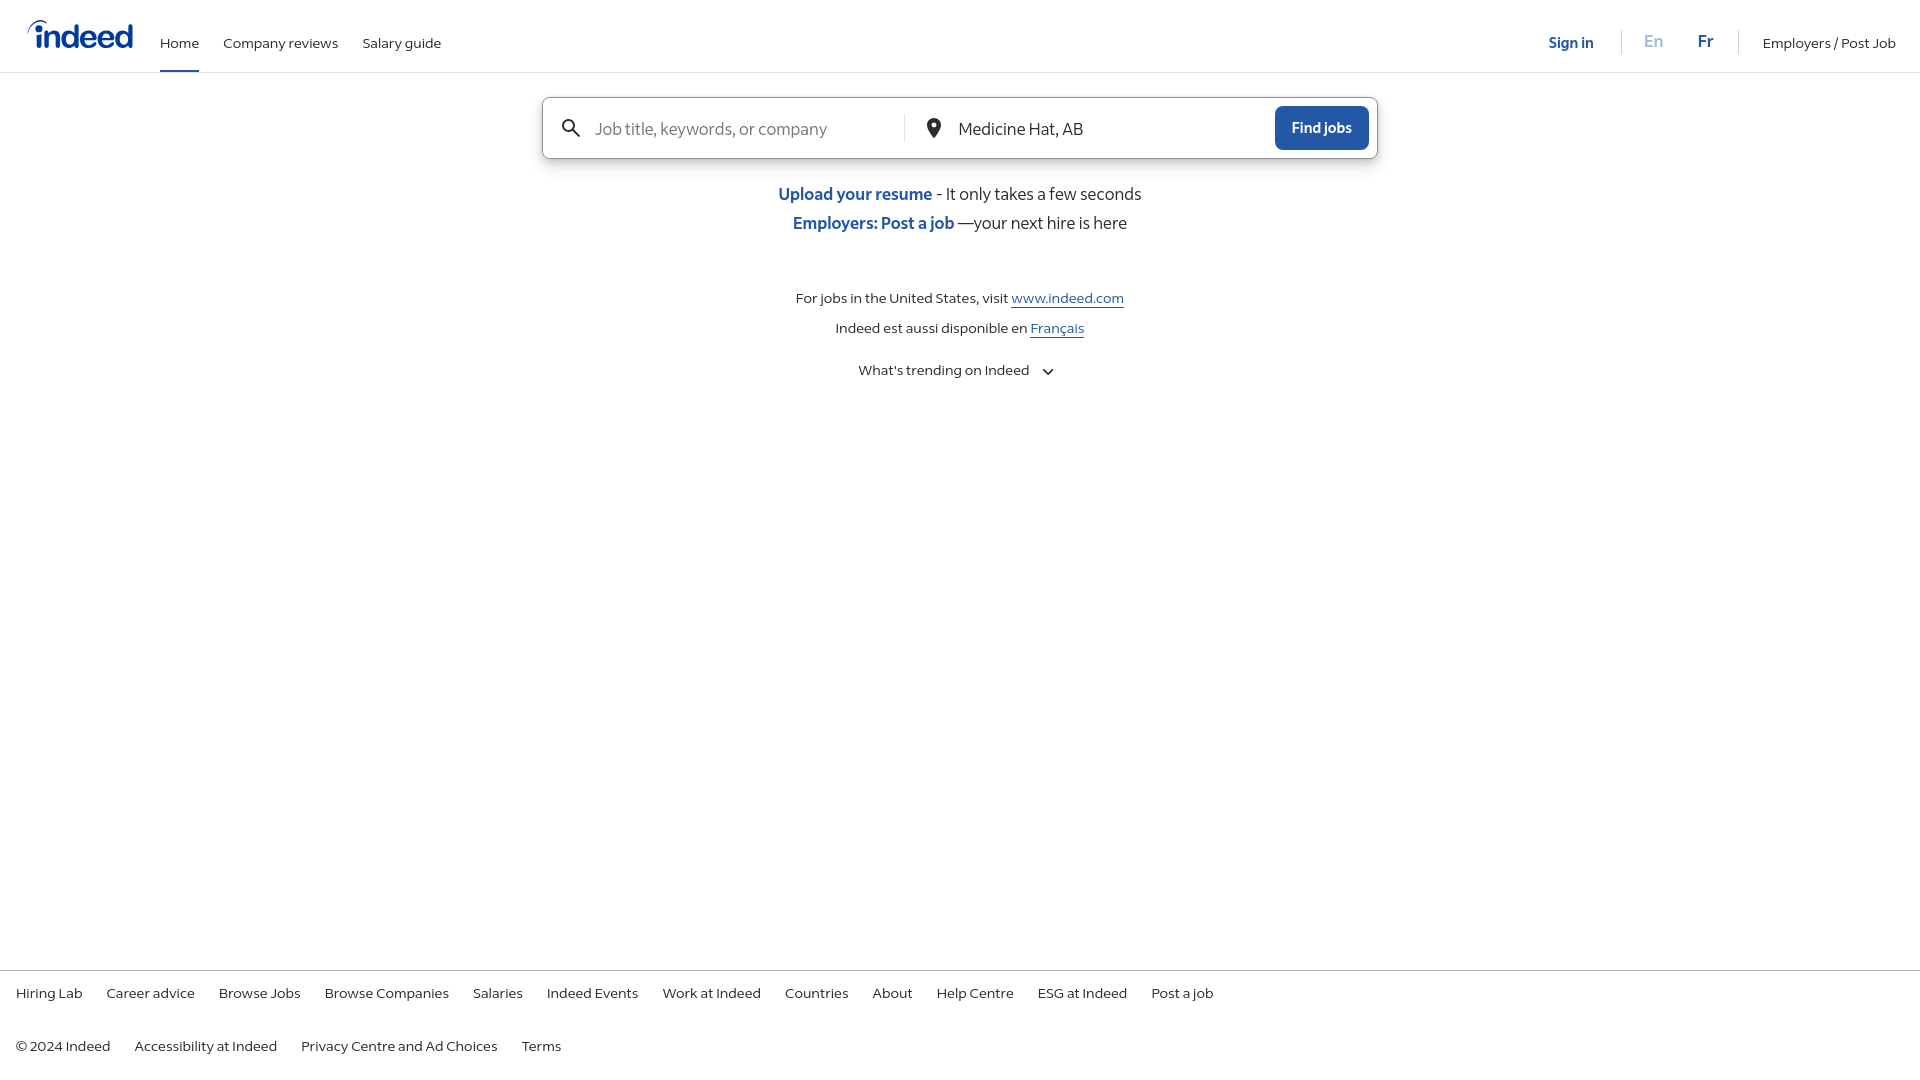 indeed
Home Company reviews Salary guide Sign in En Fr Employers / Post Job
Job title, keywords, or company Medicine Hat, AB Find jobs
Upload your resume - It only takes a few seconds
Employers: Post a job —your next hire is here
For jobs in the United States, visit www.indeed.com
Indeed est aussi disponible en Français
What's trending on Indeed
Hiring Lab Career advice Browse Jobs Browse Companies Salaries Indeed Events Work at Indeed Countries About Help Centre ESG at Indeed Post a job
© 2024 Indeed Accessibility at Indeed Privacy Centre and Ad Choices Terms